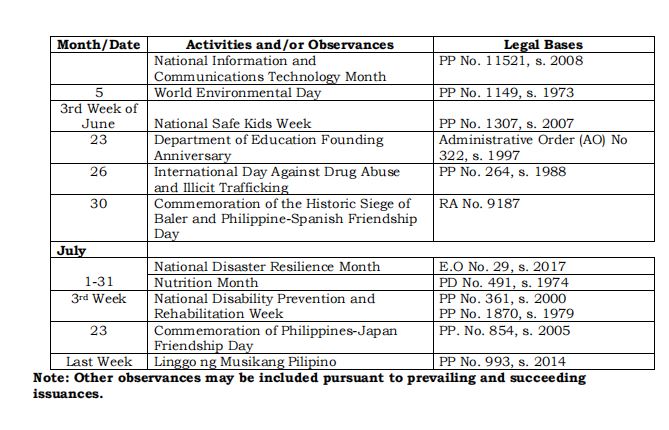 Month/Date Activities and/or Observances Legal Bases
National Information and PP No. 11521, s. 2008
Communications Technology Month
5 World Environmental Day PP No. 1149, s. 1973
3rd Week of
June National Safe Kids Week PP No. 1307, s. 2007
23 Department of Education Founding Administrative Order (AO) No
Anniversary 322, s. 1997
26 International Day Against Drug Abuse PP No. 264, s. 1988
and Illicit Trafficking
30 Commemoration of the Historic Siege of RA No. 9187
Baler and Philippine-Spanish Friendship
Day
July
National Disaster Resilience Month E.O No. 29, s. 2017
1-31 Nutrition Month PD No. 491, s. 1974
3rd Week National Disability Prevention and PP No. 361, s. 2000
Rehabilitation Week PP No. 1870, s. 1979
23 Commemoration of Philippines-Japan PP. No. 854, s. 2005
Friendship Day
Last Week Linggo ng Musikang Pilipino PP No. 993, s. 2014
Note: Other observances may be included pursuant to prevailing and succeeding
issuances.